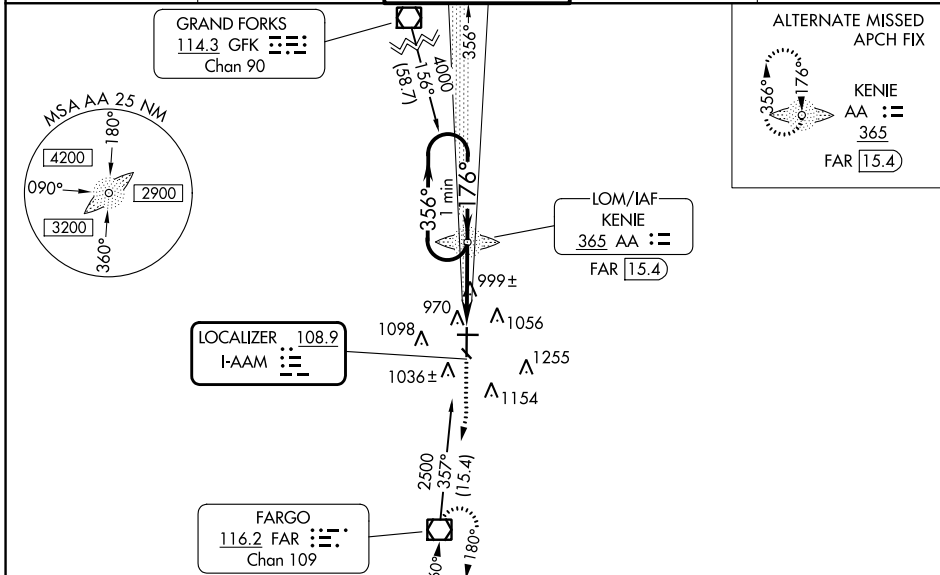 GRAND FORKS
114.3 GFK
Chan 90
4000
156°
(58.7)
356°
ALTERNATE MISSED
APCH FIX
356°
176°
KENIE
AA
365
FAR 15.4
MSA AA 25 NM
180°
4200
090°
2900
3200
360°
356°
1 min
176°
LOM/IAF
KENIE
365 AA
FAR 15.4
999±
970
1056
1098
LOCALIZER 108.9
I-AAM
1036±
1255
1154
2500
357°
(15.4)
FARGO
116.2 FAR
Chan 109
180°